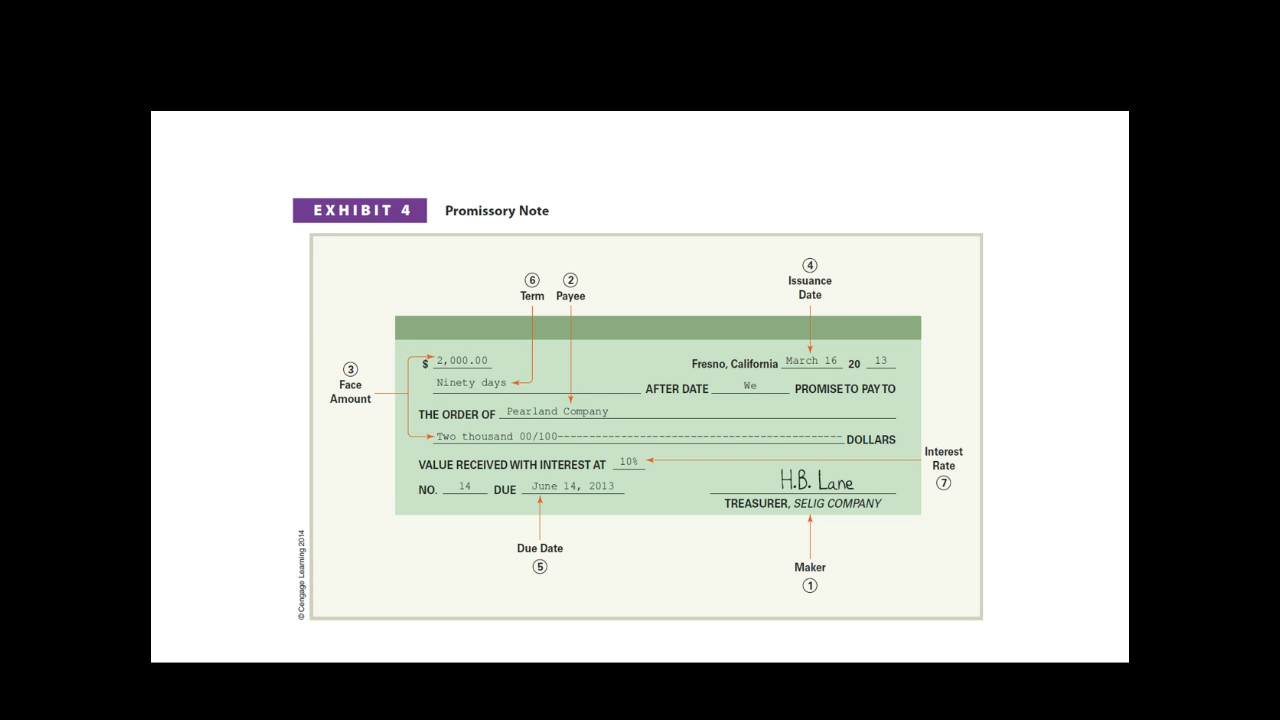 EXHIBIT 4 Promissory Note
4
Issuance
Date
6 2
Term Payee
$ 2,000.00 Fresno, California March 16 20 13
3
Face
Amount
Ninety days AFTER DATE We PROMISE TO PAY TO
THE ORDER OF Pearland Company
Two thousand 00/100------------------------------------------------ DOLLARS
VALUE RECEIVED WITH INTEREST AT 10%
Interest
Rate
7
H.B. Lane
NO. 14 DUE June 14, 2013
TREASURER, SELIG COMPANY
Due Date
5
Maker
1
© Cengage Learning 2014